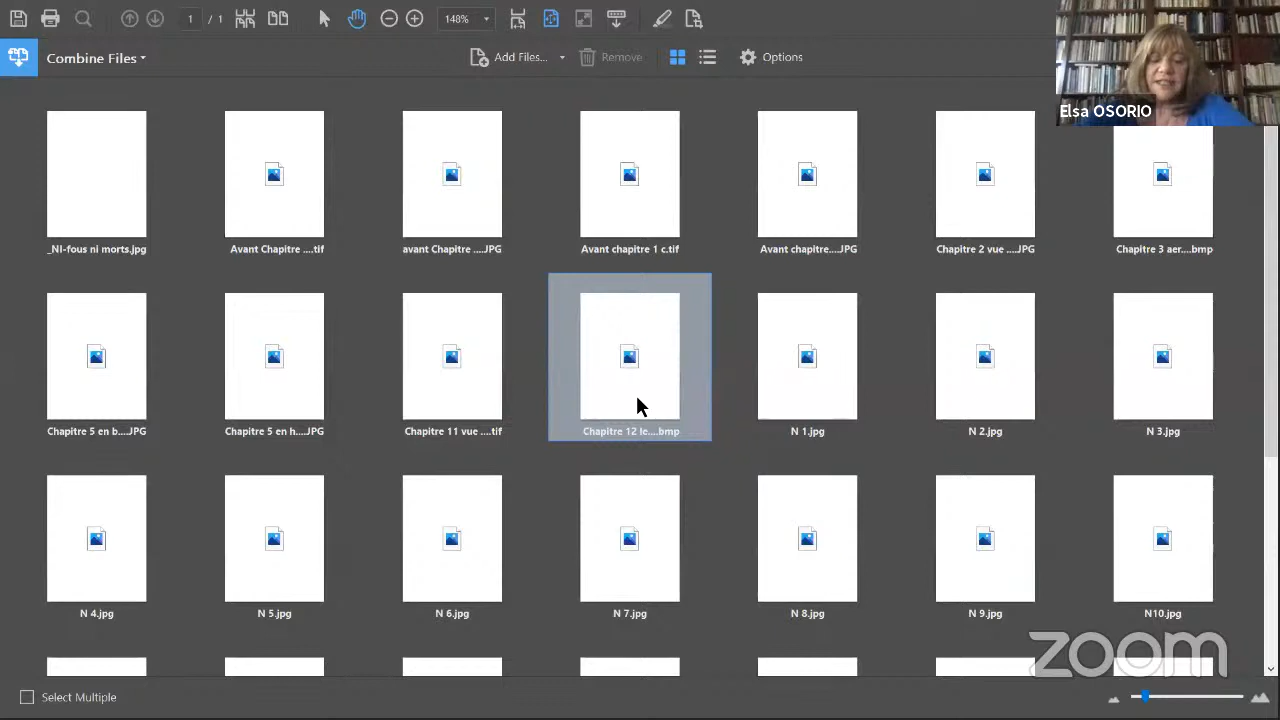 1 / 1
148%
Combine Files
Add Files...
Remove
Options
Elsa OSORIO
_NI-fous ni morts.jpg
Avant Chapitre ....tif
avant Chapitre ....JPG
Avant chapitre 1 c.tif
Avant chapitre....JPG
Chapitre 2 vue ....JPG
Chapitre 3 aer....bmp
Chapitre 5 en b....JPG
Chapitre 5 en h....JPG
Chapitre 11 vue ....tif
Chapitre 12 le....bmp
N 1.jpg
N 2.jpg
N 3.jpg
N 4.jpg
N 5.jpg
N 6.jpg
N 7.jpg
N 8.jpg
N 9.jpg
N10.jpg
zoom
Select Multiple